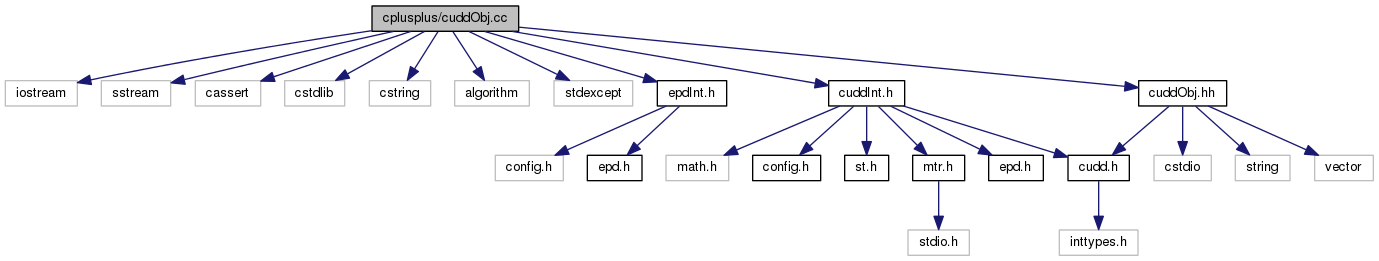 cplusplus/cuddObj.cc
iostream
sstream
cassert
cstdlib
cstring
algorithm
stdexcept
epdInt.h
cuddInt.h
cuddObj.hh
config.h
epd.h
math.h
config.h
st.h
mtr.h
epd.h
cudd.h
cstdio
string
vector
stdio.h
inttypes.h